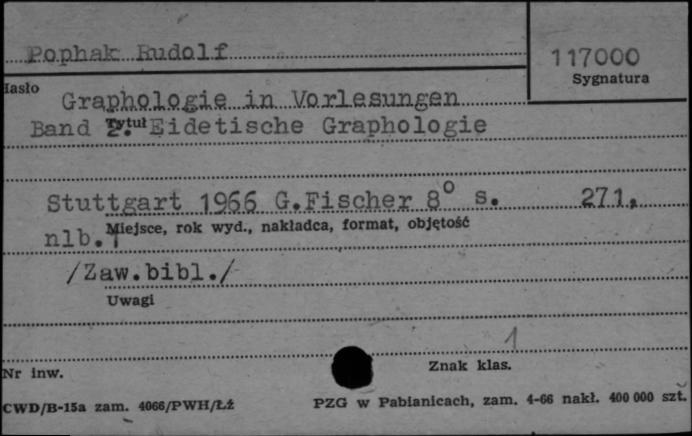 Pophak Rudolf
117000
Sygnatura
Hasło
Graphologie in Vorlesungen
Tytuł
Band 2. Eidetische Graphologie
Stuttgart 1966 G.Fischer 8° s. 271,
Miejsce, rok wyd., nakładca, format, objętość
nlb.1
/Zaw.bibl./
Uwagi
1
Nr inw.
Znak klas.
CWD/B-15a zam. 4066/PWH/Łż
PZG w Pabianicach, zam. 4-66 nakł. 400 000 szt.